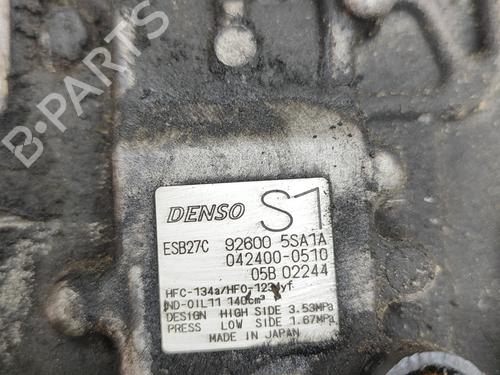 DENSO S1
ESB27C 92600 5SA1A
042400-0510
05B 02244
HFC-134a/HFO-1234yf
ND-OIL11 140cm³
DESIGN HIGH SIDE 3.53MPa
PRESS LOW SIDE 1.67MPa
MADE IN JAPAN
B-PARTS